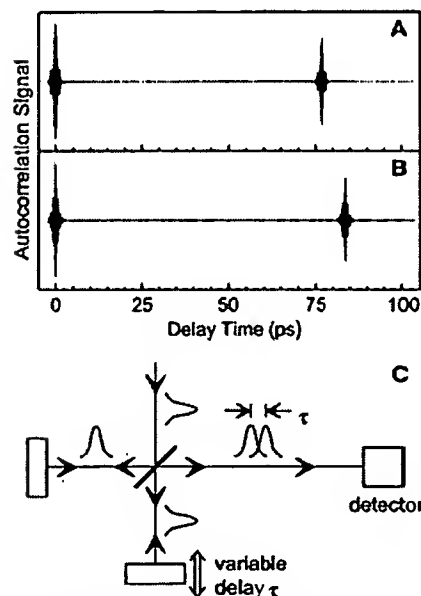 A
B
Autocorrelation Signal
0 25 50 75 100
Delay Time (ps)
C
τ
detector
variable
delay τ